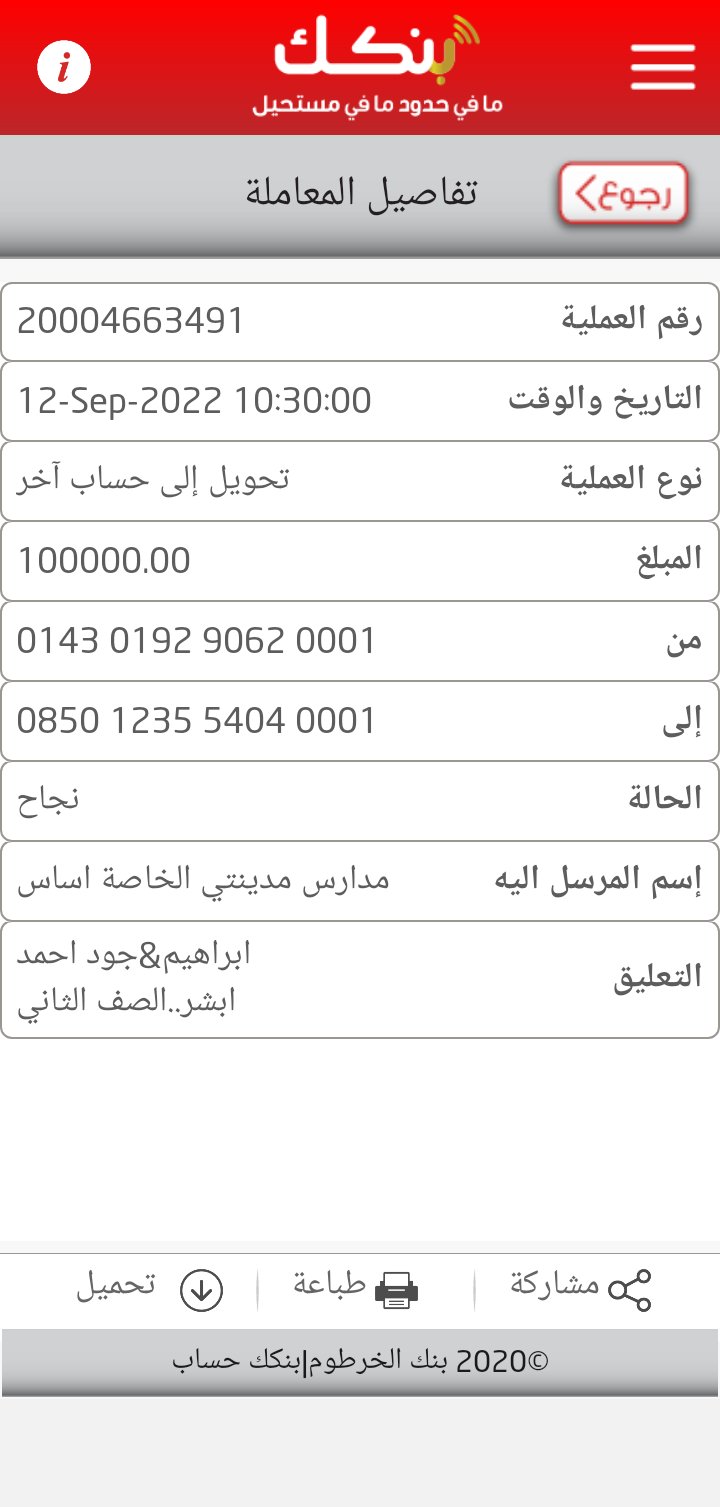 بنكك
ما في حدود ما في مستحيل
رجوع
تفاصيل المعاملة
رقم العملية 20004663491
التاريخ والوقت 12-Sep-2022 10:30:00
نوع العملية تحويل إلى حساب آخر
المبلغ 100000.00
من 0143 0192 9062 0001
إلى 0850 1235 5404 0001
الحالة نجاح
إسم المرسل اليه مدارس مدينتي الخاصة اساس
التعليق ابراهيم&جود احمد
ابشر..الصف الثاني
مشاركة طباعة تحميل
©2020 بنك الخرطوم|بنكك حساب